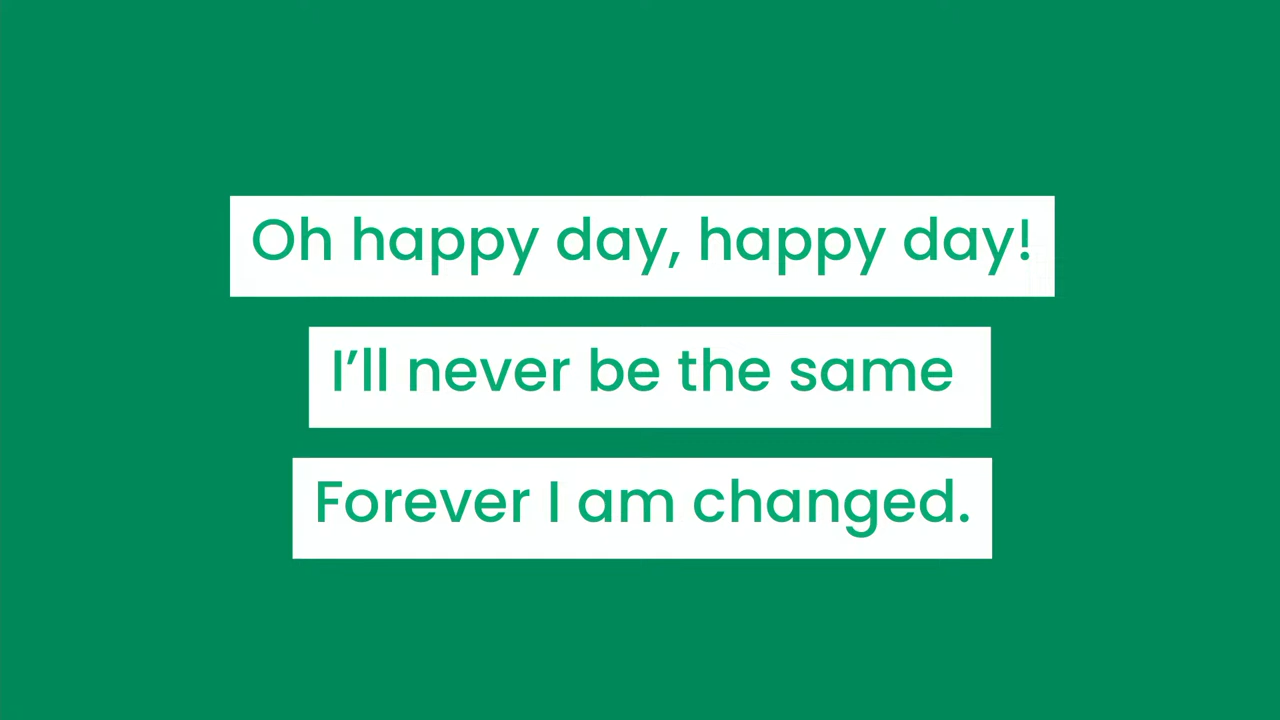 Oh happy day, happy day!
I’ll never be the same
Forever I am changed.